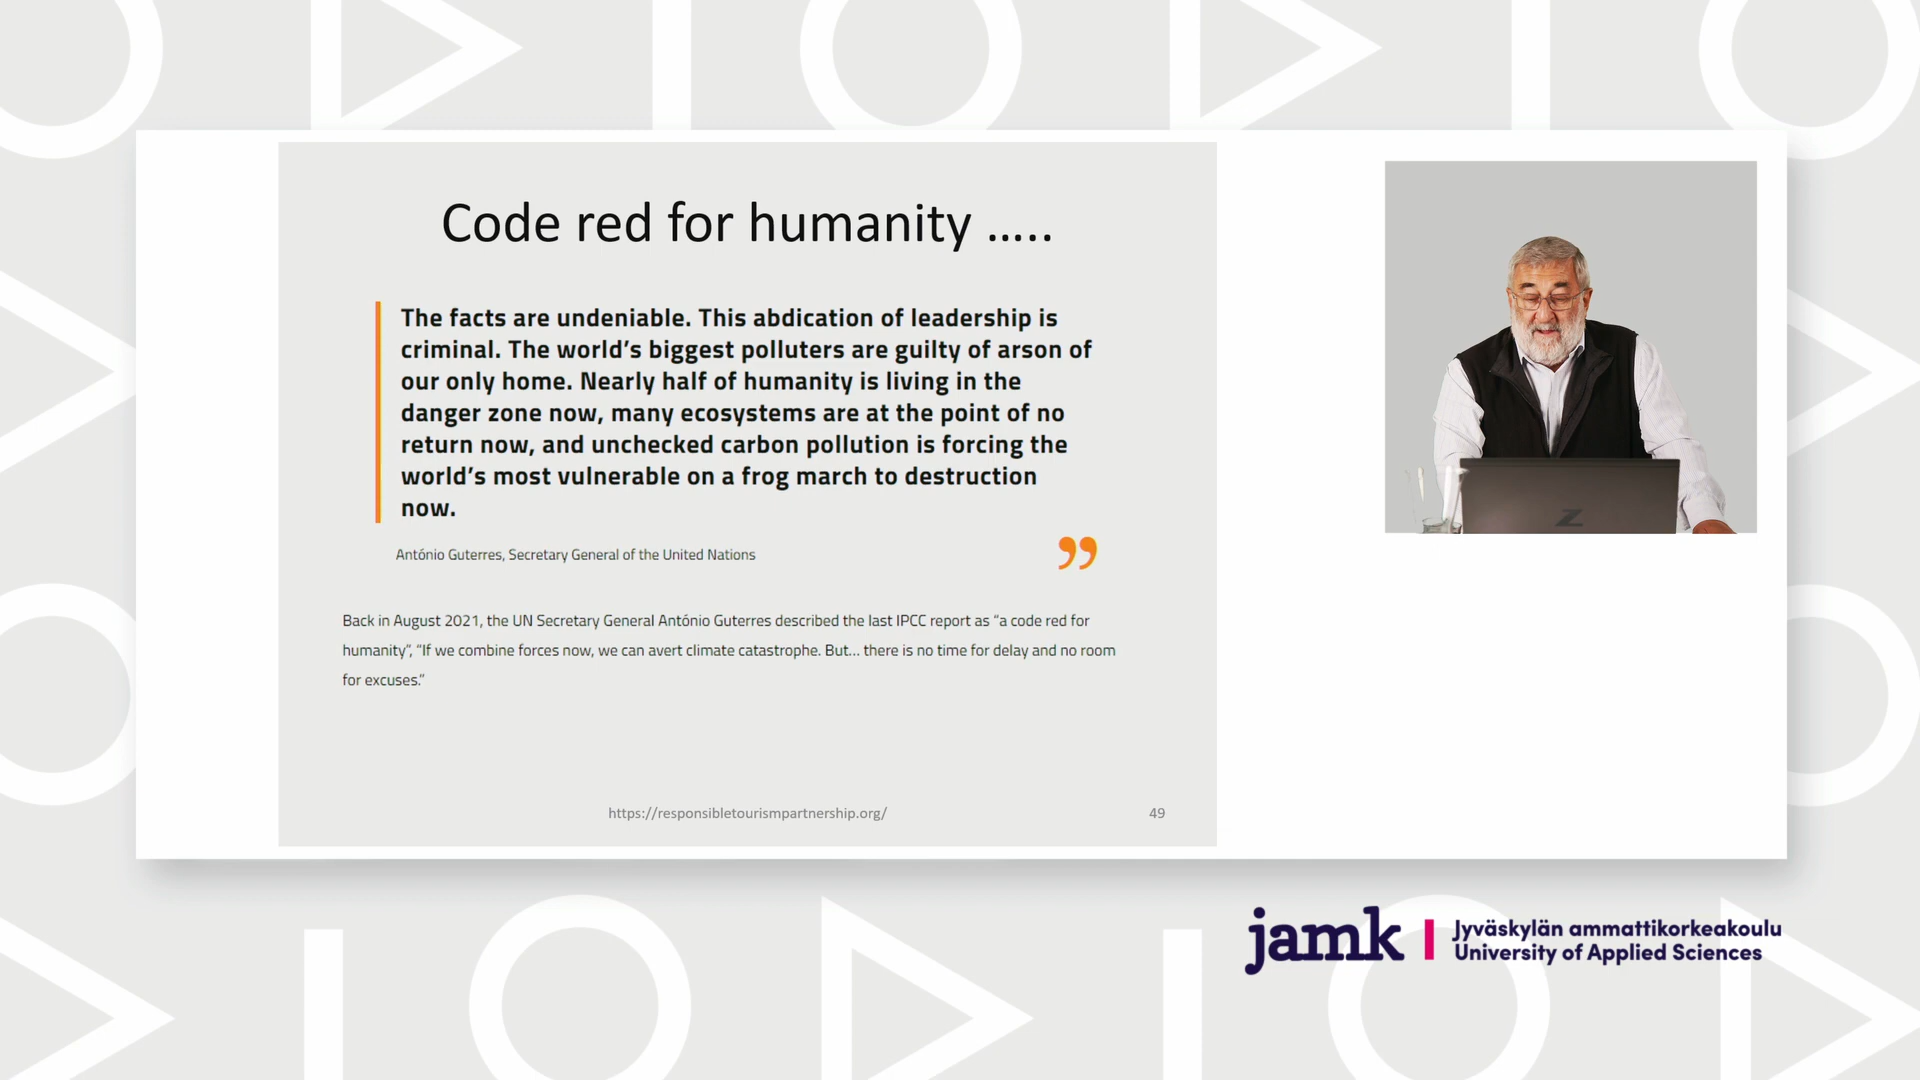 Code red for humanity .....
The facts are undeniable. This abdication of leadership is
criminal. The world’s biggest polluters are guilty of arson of
our only home. Nearly half of humanity is living in the
danger zone now, many ecosystems are at the point of no
return now, and unchecked carbon pollution is forcing the
world’s most vulnerable on a frog march to destruction
now.
António Guterres, Secretary General of the United Nations
”
Back in August 2021, the UN Secretary General António Guterres described the last IPCC report as “a code red for
humanity”, “If we combine forces now, we can avert climate catastrophe. But... there is no time for delay and no room
for excuses.”
https://responsibletourismpartnership.org/
49
jamk
Jyväskylän ammattikorkeakoulu
University of Applied Sciences